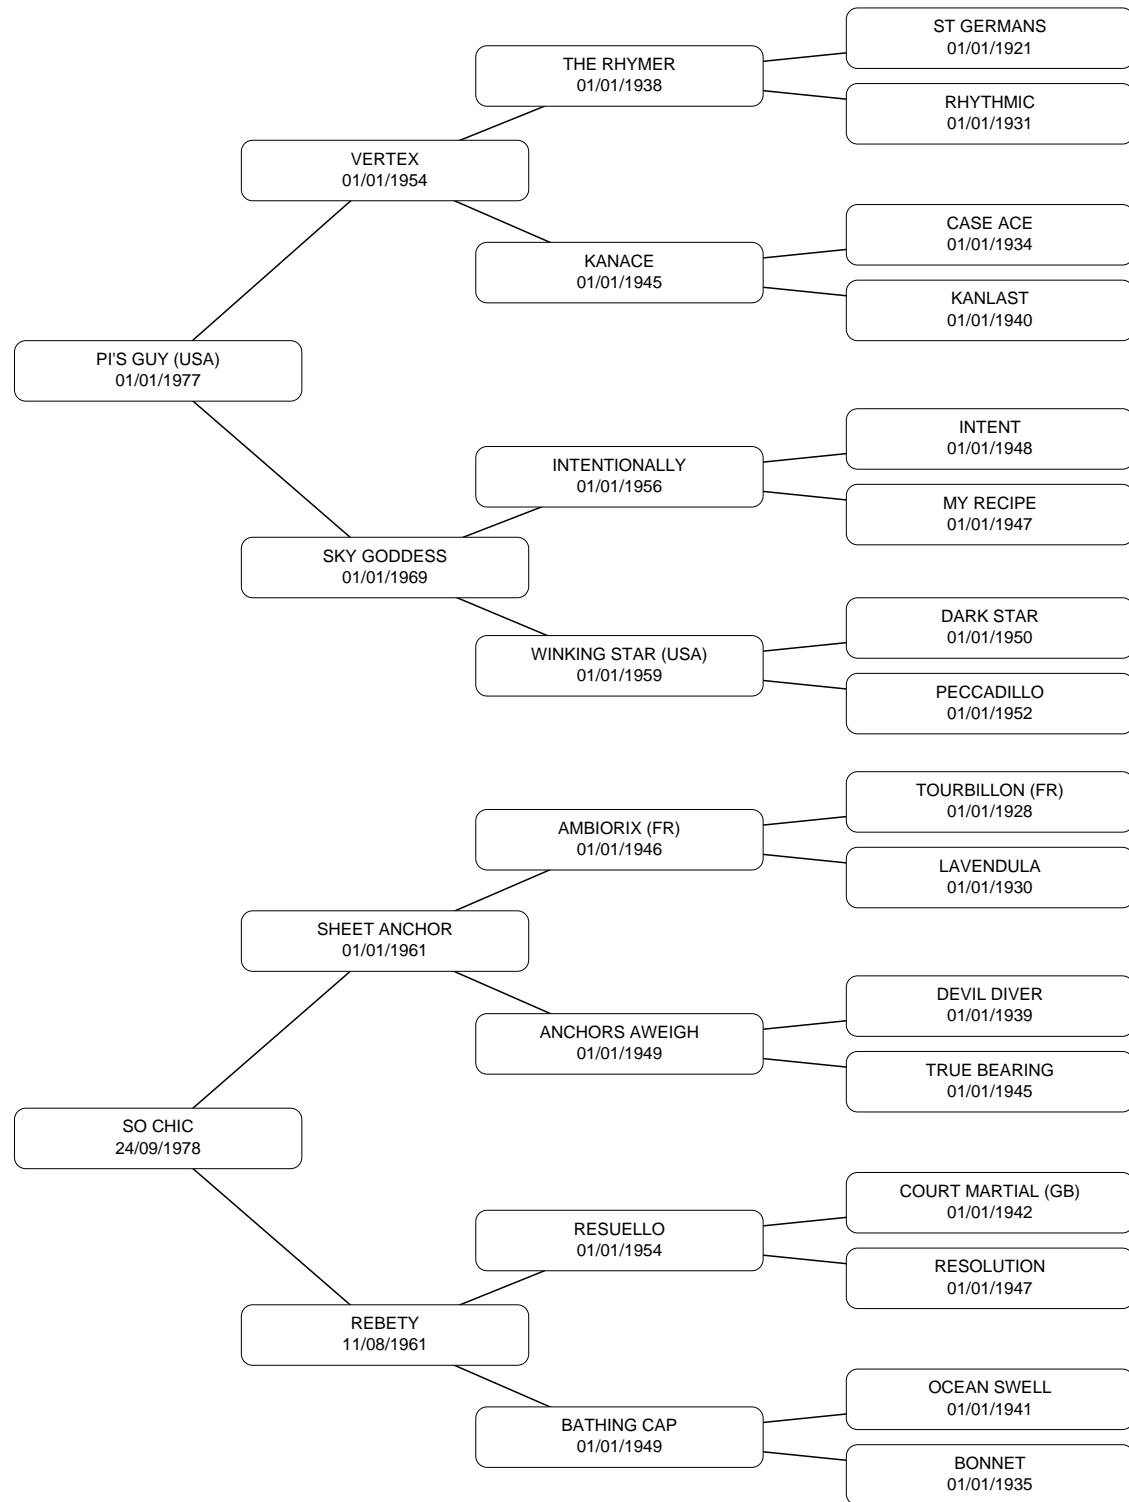 ST GERMANS
01/01/1921
THE RHYMER
01/01/1938
RHYTHMIC
01/01/1931
VERTEX
01/01/1954
CASE ACE
01/01/1934
KANACE
01/01/1945
KANLAST
01/01/1940
PI'S GUY (USA)
01/01/1977
INTENT
01/01/1948
INTENTIONALLY
01/01/1956
MY RECIPE
01/01/1947
SKY GODDESS
01/01/1969
DARK STAR
01/01/1950
WINKING STAR (USA)
01/01/1959
PECCADILLO
01/01/1952
TOURBILLON (FR)
01/01/1928
AMBIORIX (FR)
01/01/1946
LAVENDULA
01/01/1930
SHEET ANCHOR
01/01/1961
DEVIL DIVER
01/01/1939
ANCHORS AWEIGH
01/01/1949
TRUE BEARING
01/01/1945
SO CHIC
24/09/1978
COURT MARTIAL (GB)
01/01/1942
RESUELLO
01/01/1954
RESOLUTION
01/01/1947
REBETY
11/08/1961
OCEAN SWELL
01/01/1941
BATHING CAP
01/01/1949
BONNET
01/01/1935